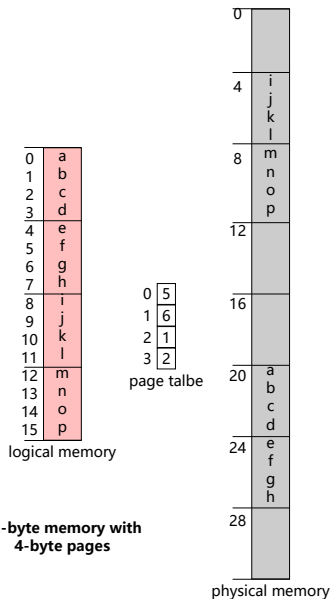 0
4
i
j
k
l
8
m
n
o
p
12
16
20
a
b
c
d
24
e
f
g
h
28
physical memory
0 a
1 b
2 c
3 d
4 e
5 f
6 g
7 h
8 i
9 j
10 k
11 l
12 m
13 n
14 o
15 p
logical memory
0 5
1 6
2 1
3 2
page talbe
-byte memory with
4-byte pages